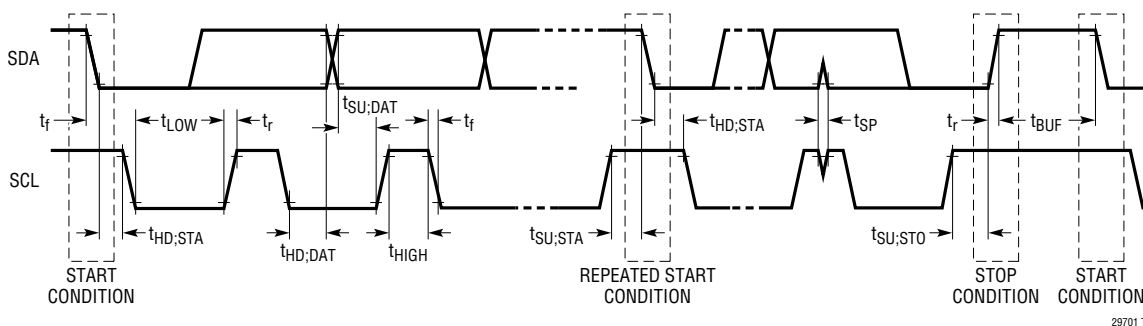 SDA
tSU;DAT
tf
tLOW
tr
tf
tHD;STA
tSP
tr
tBUF
SCL
tHD;STA
tHD;DAT
tHIGH
tSU;STA
tSU;STO
START
CONDITION
REPEATED START
CONDITION
STOP
CONDITION
START
CONDITION